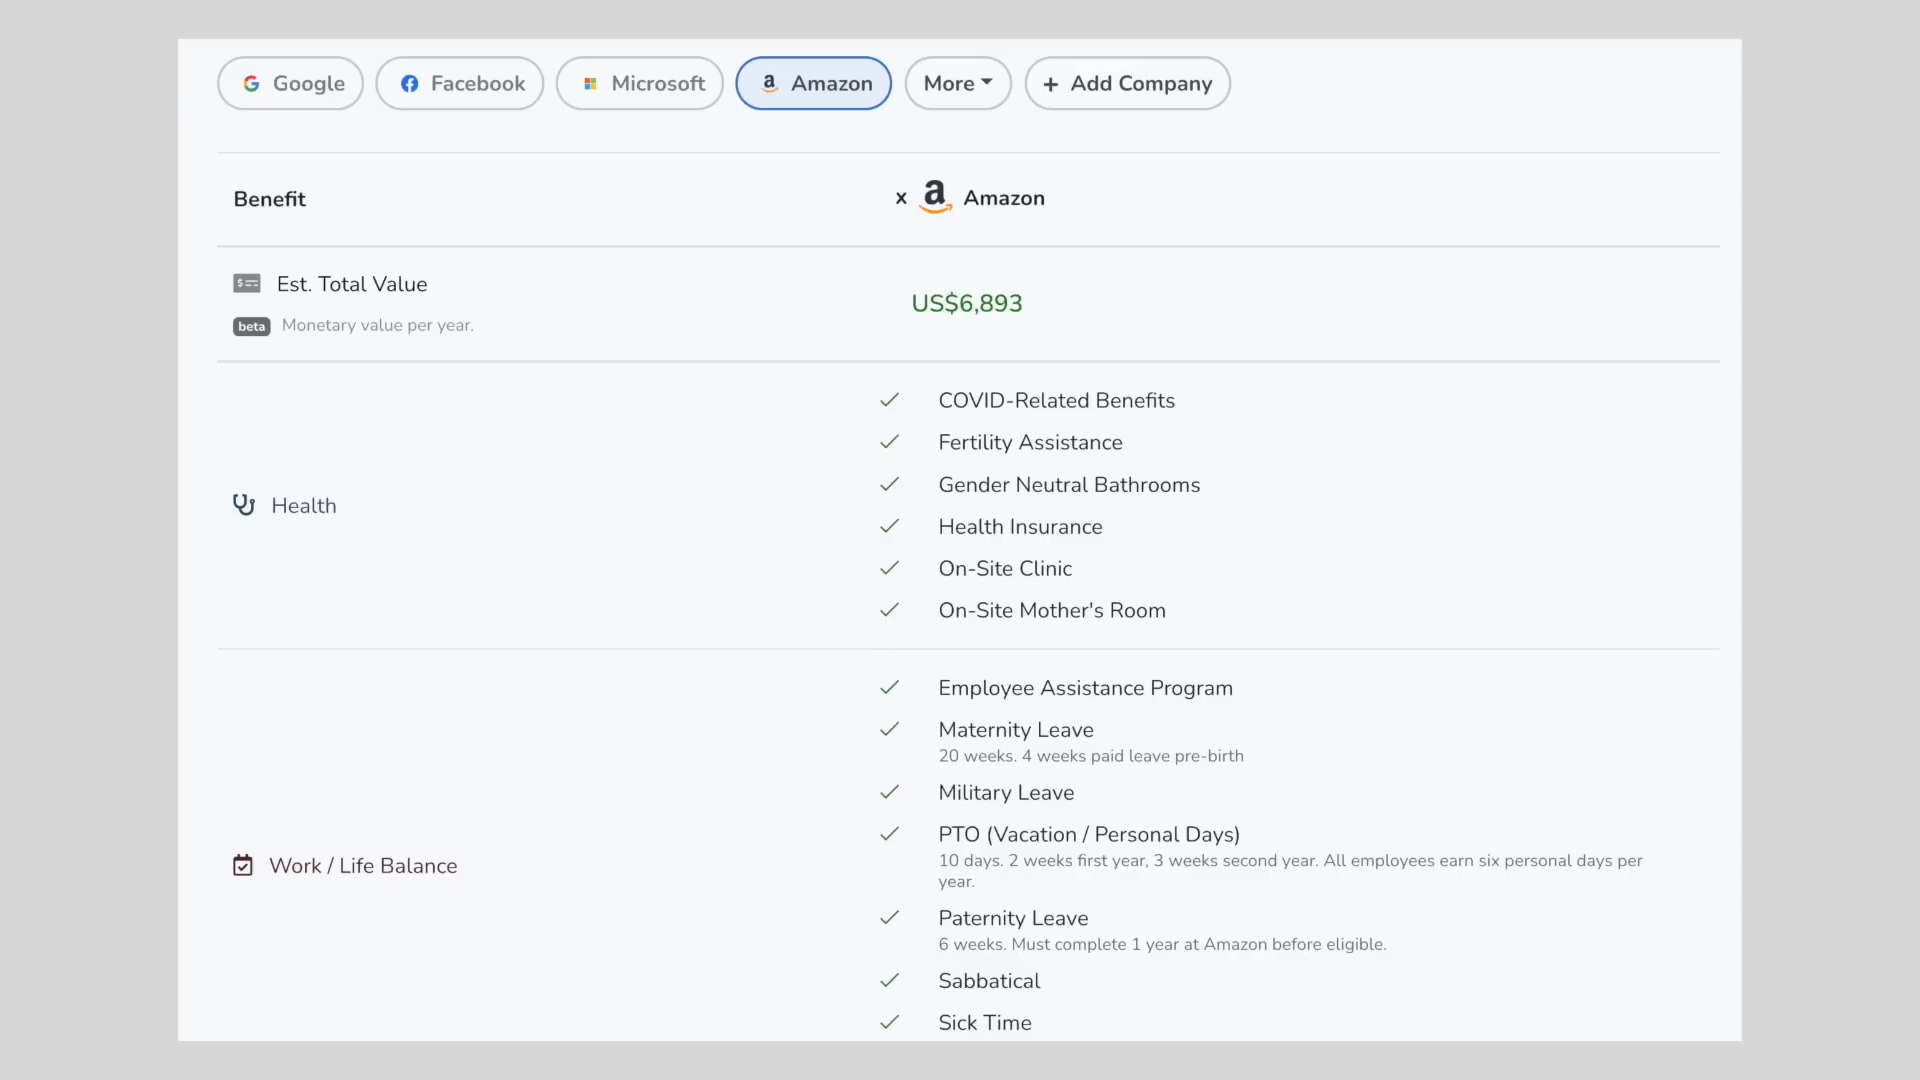 Google Facebook Microsoft Amazon More + Add Company
Benefit x Amazon
Est. Total Value
beta Monetary value per year.
US$6,893
Health
COVID-Related Benefits
Fertility Assistance
Gender Neutral Bathrooms
Health Insurance
On-Site Clinic
On-Site Mother's Room
Work / Life Balance
Employee Assistance Program
Maternity Leave
20 weeks. 4 weeks paid leave pre-birth
Military Leave
PTO (Vacation / Personal Days)
10 days. 2 weeks first year, 3 weeks second year. All employees earn six personal days per
year.
Paternity Leave
6 weeks. Must complete 1 year at Amazon before eligible.
Sabbatical
Sick Time